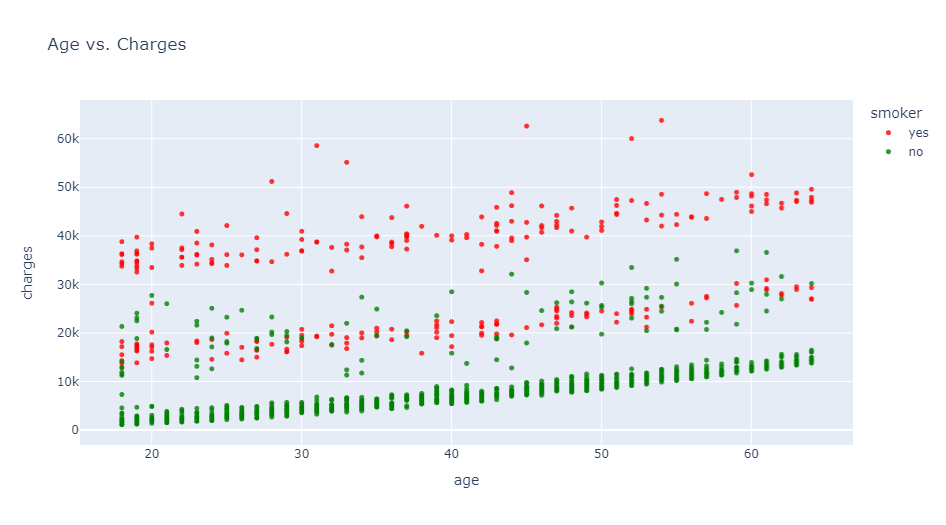 Age vs. Charges
smoker
yes
no
60k
50k
40k
30k
20k
10k
0
charges
20
30
40
50
60
age